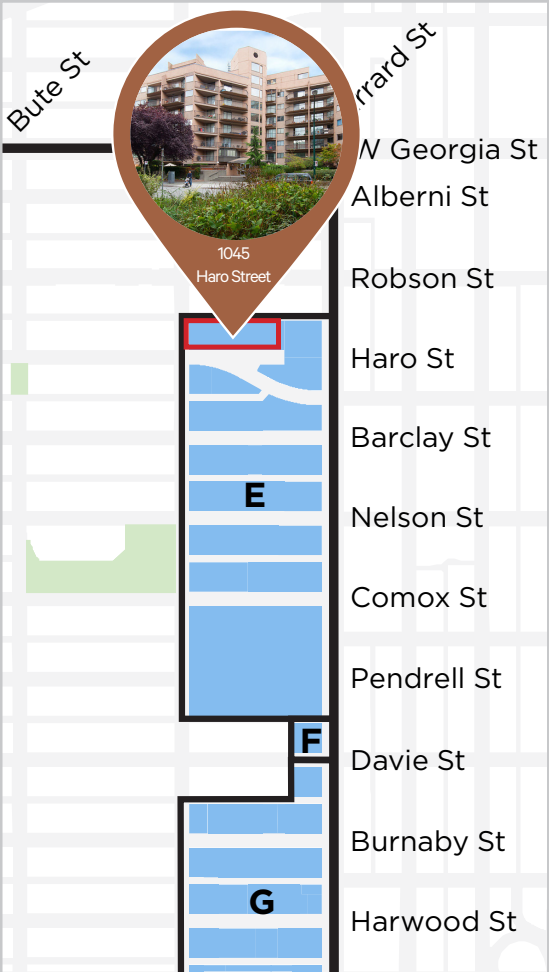 Bute St
rrard St
W Georgia St
Alberni St
1045
Haro Street
Robson St
Haro St
Barclay St
E
Nelson St
Comox St
Pendrell St
F
Davie St
Burnaby St
G
Harwood St